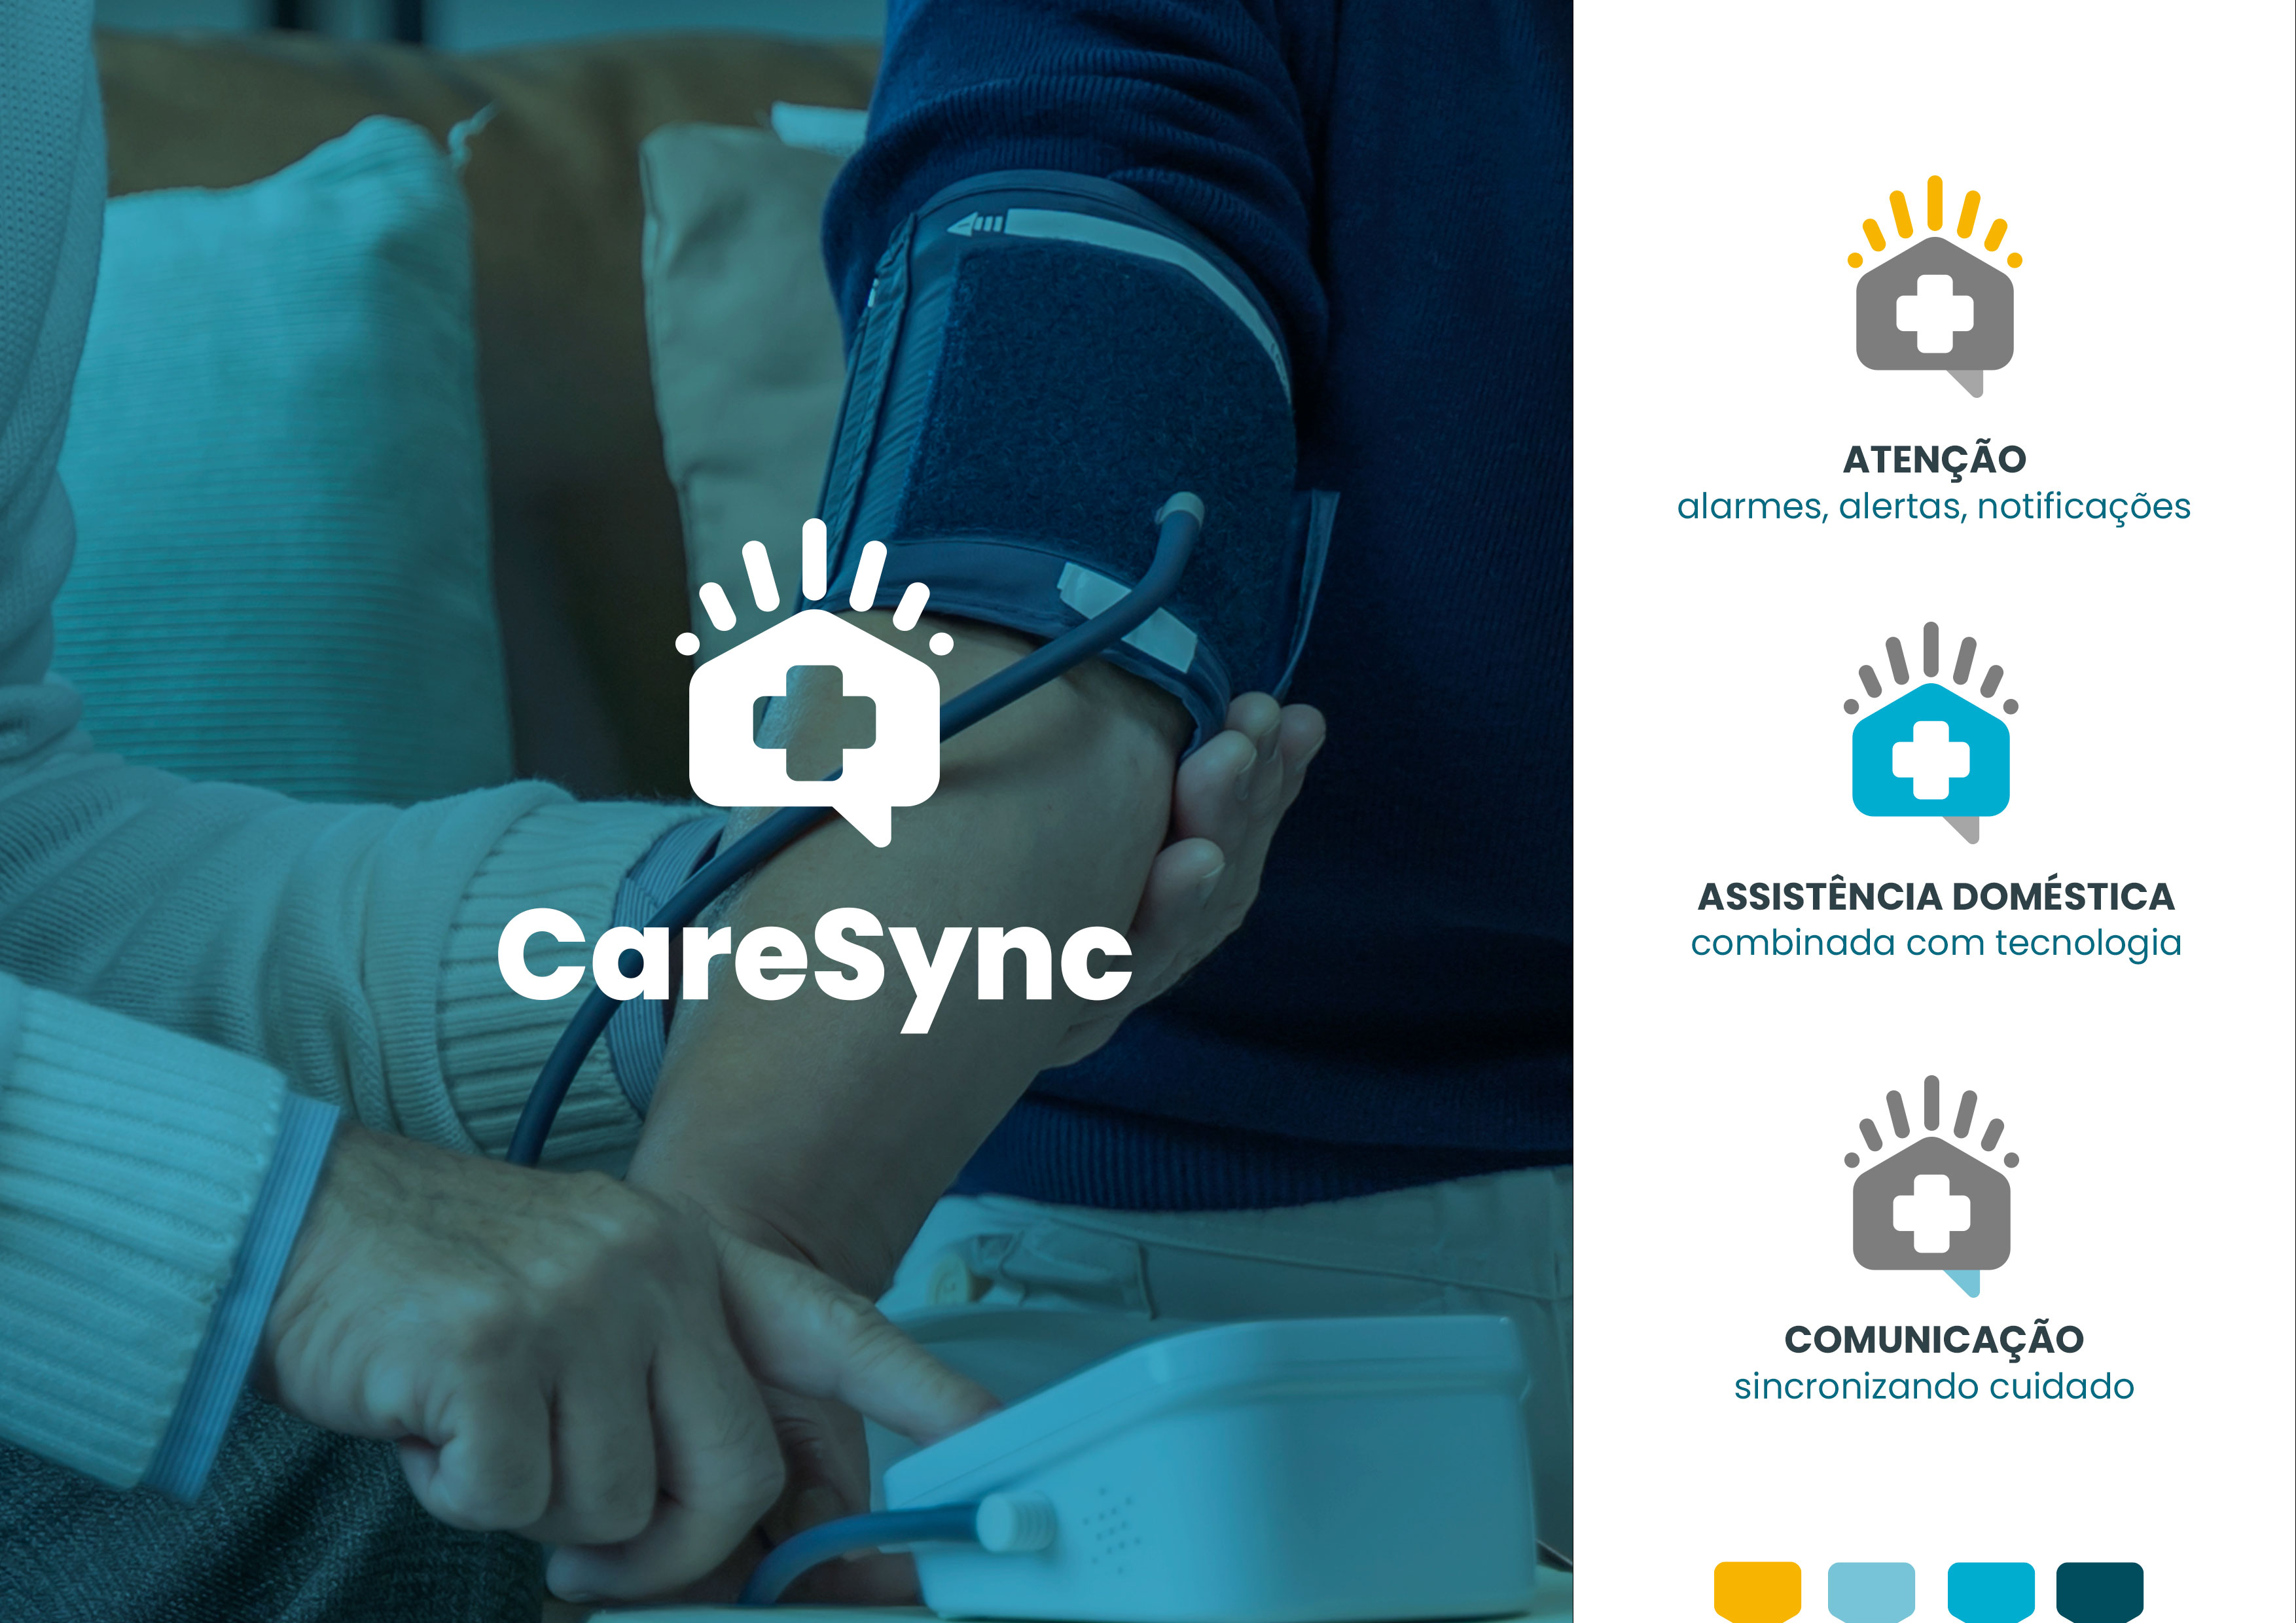 CareSync
ATENÇÃO
alarmes, alertas, notificações
ASSISTÊNCIA DOMÉSTICA
combinada com tecnologia
COMUNICAÇÃO
sincronizando cuidado